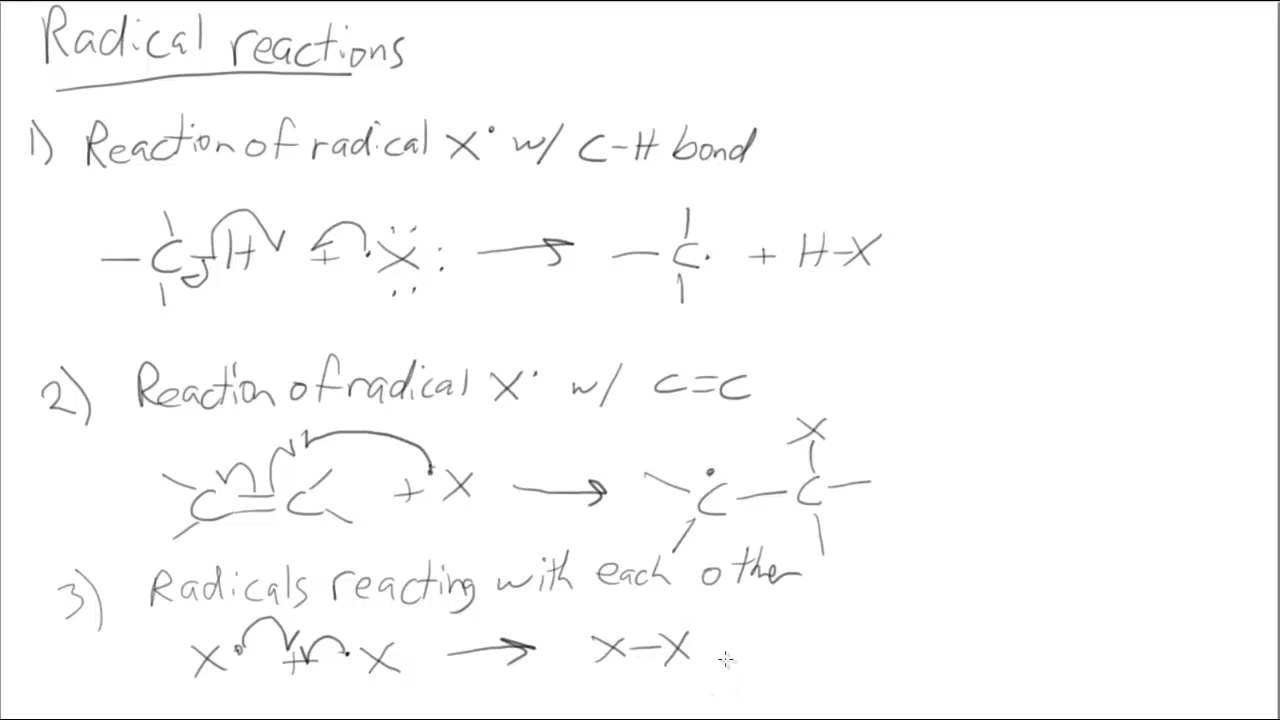 Radical reactions
1) Reaction of radical X• w/ C-H bond
—C—H + •X: → —C• + H-X
2) Reaction of radical X• w/ C=C
C=C + •X → •C—C—X
3) Radicals reacting with each other
X• + •X → X-X